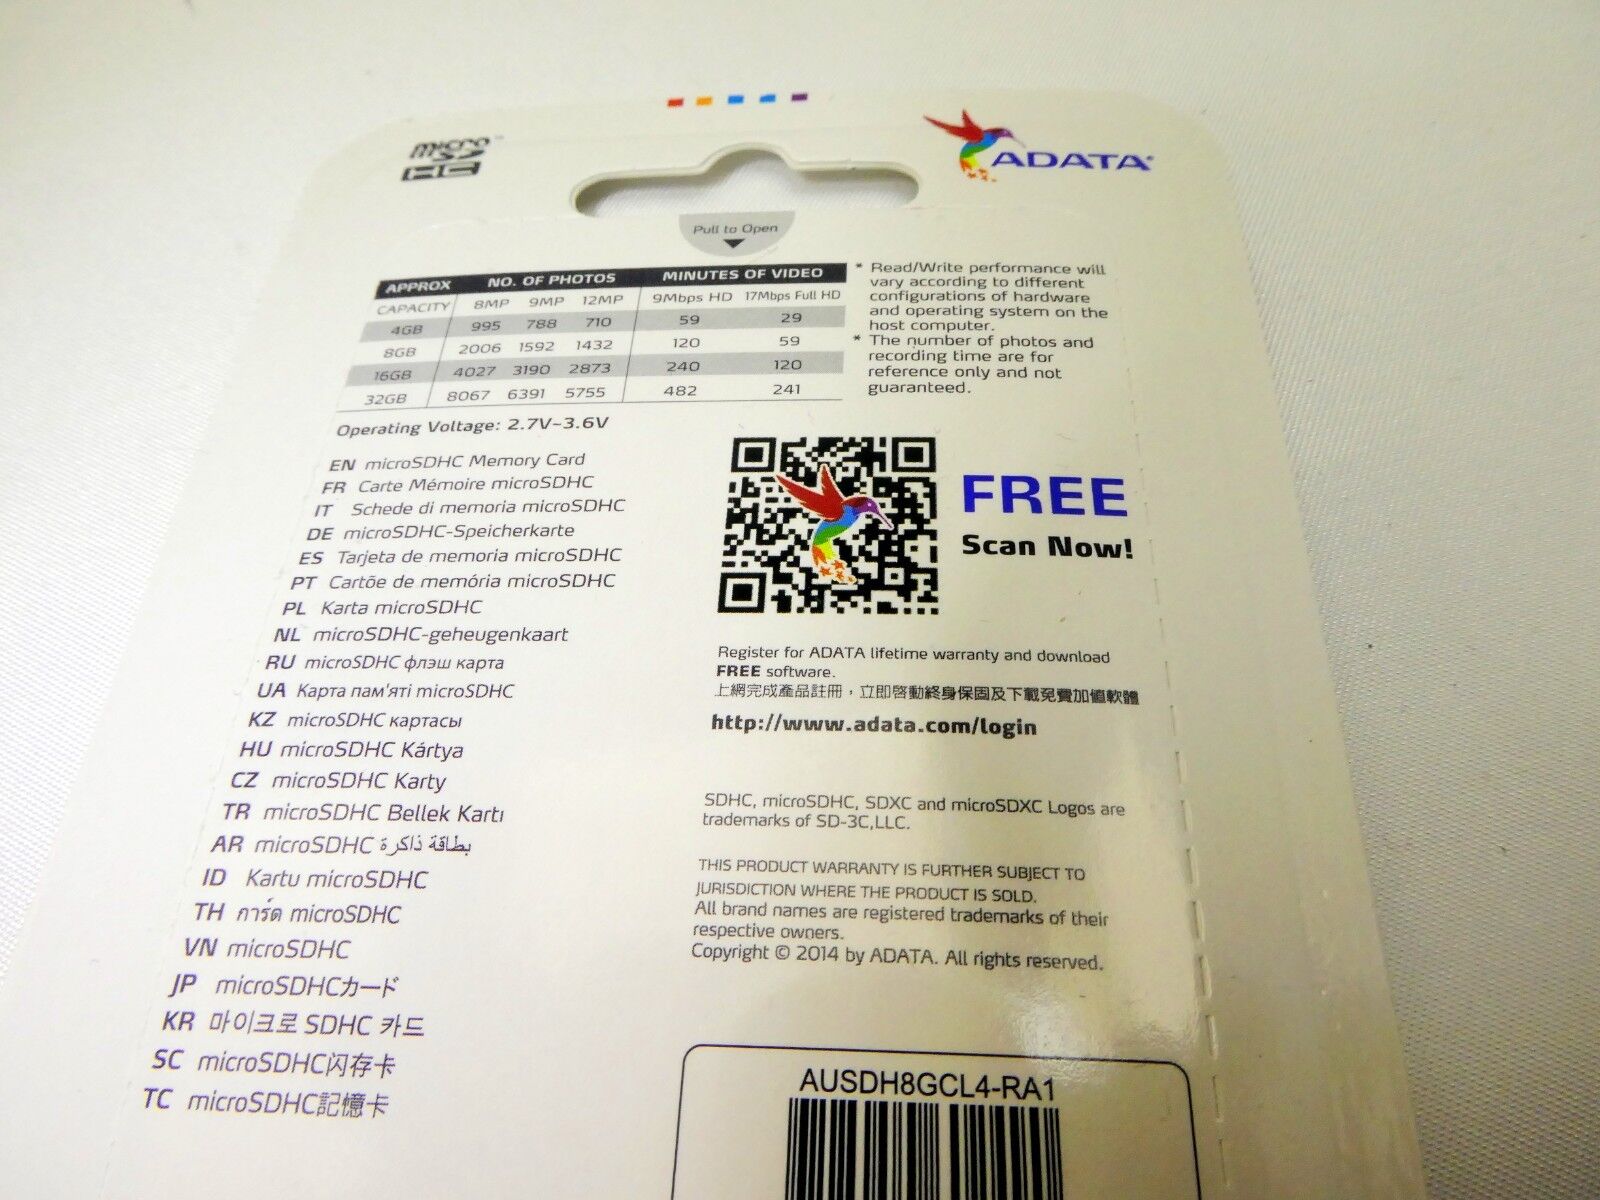 micro
SD
HC
ADATA
Pull to Open
APPROX NO. OF PHOTOS MINUTES OF VIDEO
CAPACITY 8MP 9MP 12MP 9Mbps HD 17Mbps Full HD
4GB 995 788 710 59 29
8GB 2006 1592 1432 120 59
16GB 4027 3190 2873 240 120
32GB 8067 6391 5755 482 241
* Read/Write performance will
vary according to different
configurations of hardware
and operating system on the
host computer.
* The number of photos and
recording time are for
reference only and not
guaranteed.
Operating Voltage: 2.7V~3.6V
EN microSDHC Memory Card
FR Carte Mémoire microSDHC
IT Schede di memoria microSDHC
DE microSDHC-Speicherkarte
ES Tarjeta de memoria microSDHC
PT Cartõe de memória microSDHC
PL Karta microSDHC
NL microSDHC-geheugenkaart
RU microSDHC флэш карта
UA Карта пам'яті microSDHC
KZ microSDHC картасы
HU microSDHC Kártya
CZ microSDHC Karty
TR microSDHC Bellek Kartı
AR microSDHC بطاقة ذاكرة
ID Kartu microSDHC
TH การ์ด microSDHC
VN microSDHC
JP microSDHCカード
KR 마이크로 SDHC 카드
SC microSDHC闪存卡
TC microSDHC記憶卡
FREE
Scan Now!
Register for ADATA lifetime warranty and download
FREE software.
上網完成產品註冊，立即啓動終身保固及下載免費加值軟體
http://www.adata.com/login
SDHC, microSDHC, SDXC and microSDXC Logos are
trademarks of SD-3C,LLC.
THIS PRODUCT WARRANTY IS FURTHER SUBJECT TO
JURISDICTION WHERE THE PRODUCT IS SOLD.
All brand names are registered trademarks of their
respective owners.
Copyright © 2014 by ADATA. All rights reserved.
AUSDH8GCL4-RA1